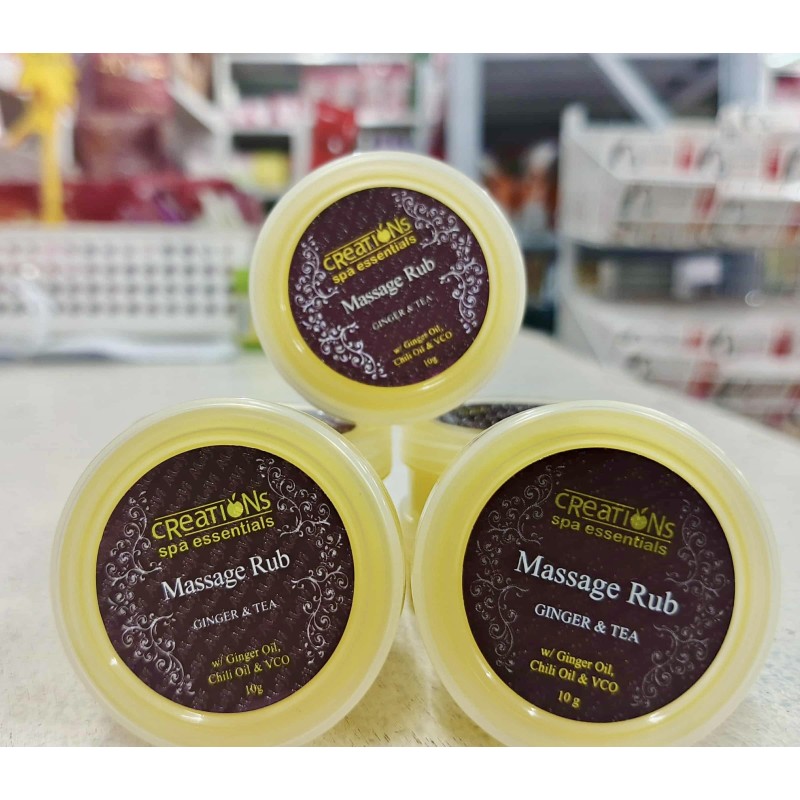 CREATIONS
spa essentials
Massage Rub
GINGER & TEA
w/ Ginger Oil,
Chili Oil & VCO
10g
CREATIONS
spa essentials
Massage Rub
GINGER & TEA
w/ Ginger Oil,
Chili Oil & VCO
10g
CREATIONS
spa essentials
Massage Rub
GINGER & TEA
w/ Ginger Oil,
Chili Oil & VCO
10 g